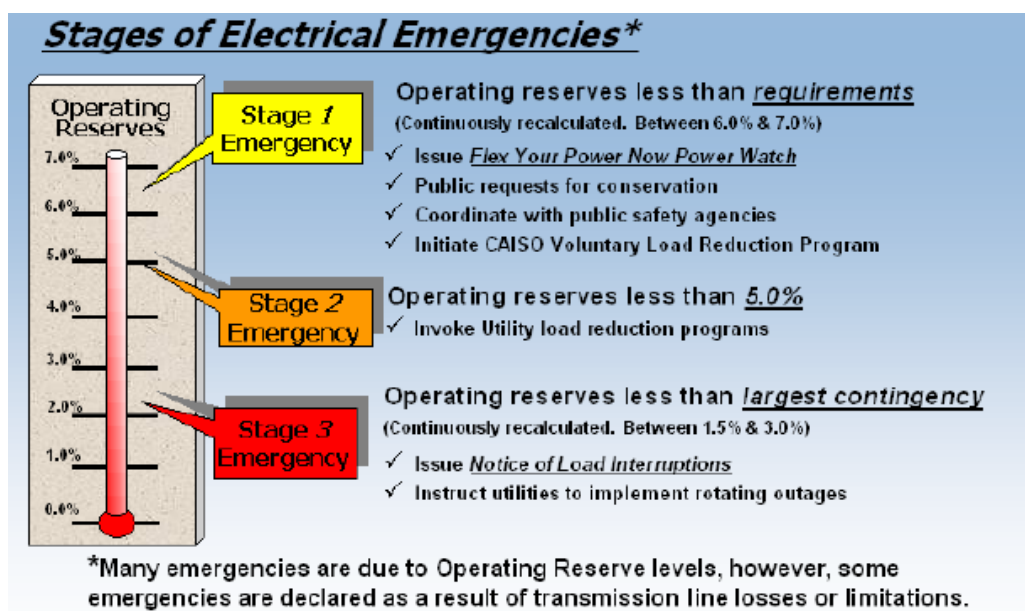 Stages of Electrical Emergencies*
Operating
Reserves
7.0%
6.0%
5.0%
4.0%
3.0%
2.0%
1.0%
0.0%
Stage 1
Emergency
Operating reserves less than requirements
(Continuously recalculated. Between 6.0% & 7.0%)
✓ Issue Flex Your Power Now Power Watch
✓ Public requests for conservation
✓ Coordinate with public safety agencies
✓ Initiate CAISO Voluntary Load Reduction Program
Stage 2
Emergency
Operating reserves less than 5.0%
✓ Invoke Utility load reduction programs
Stage 3
Emergency
Operating reserves less than largest contingency
(Continuously recalculated. Between 1.5% & 3.0%)
✓ Issue Notice of Load Interruptions
✓ Instruct utilities to implement rotating outages
*Many emergencies are due to Operating Reserve levels, however, some
emergencies are declared as a result of transmission line losses or limitations.